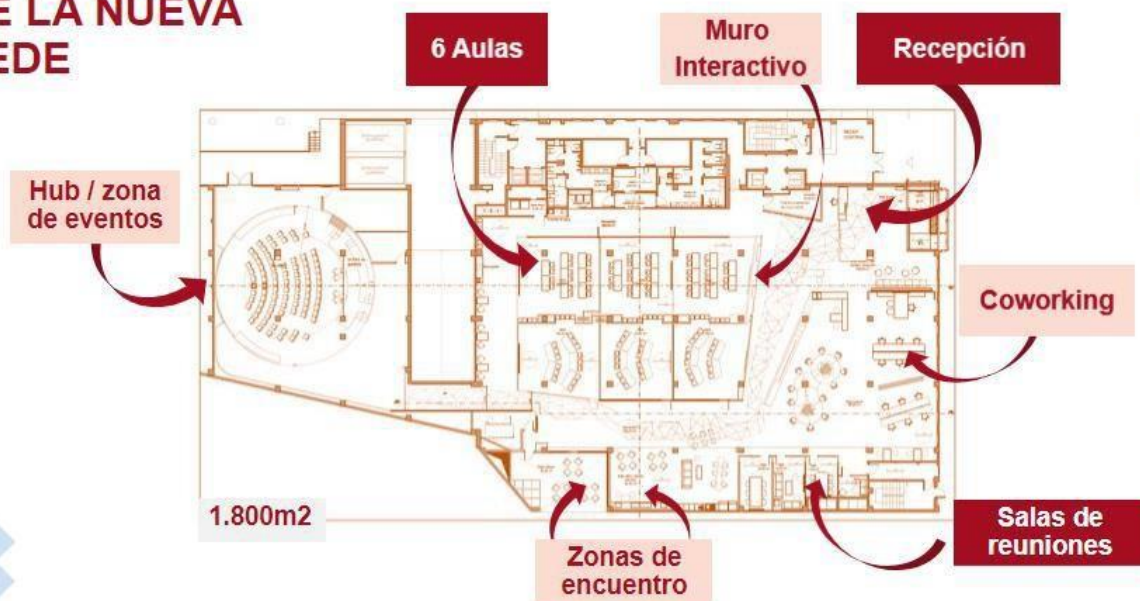 E LA NUEVA
EDE
6 Aulas
Muro
Interactivo
Recepción
Hub / zona
de eventos
Coworking
1.800m2
Zonas de
encuentro
Salas de
reuniones